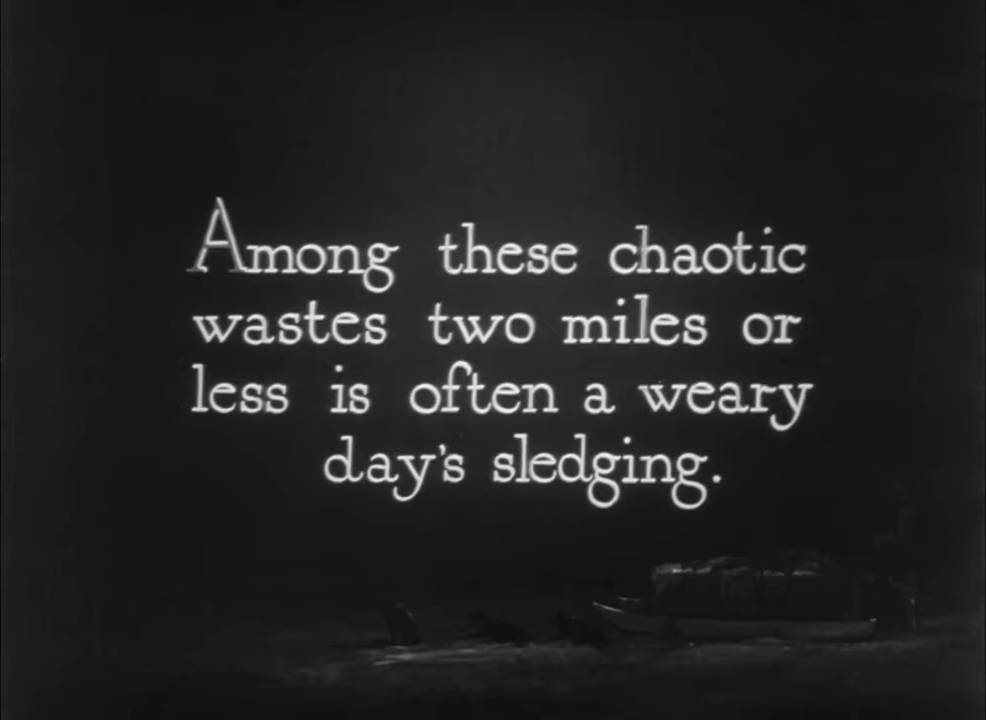 Among these chaotic
wastes two miles or
less is often a weary
day's sledging.